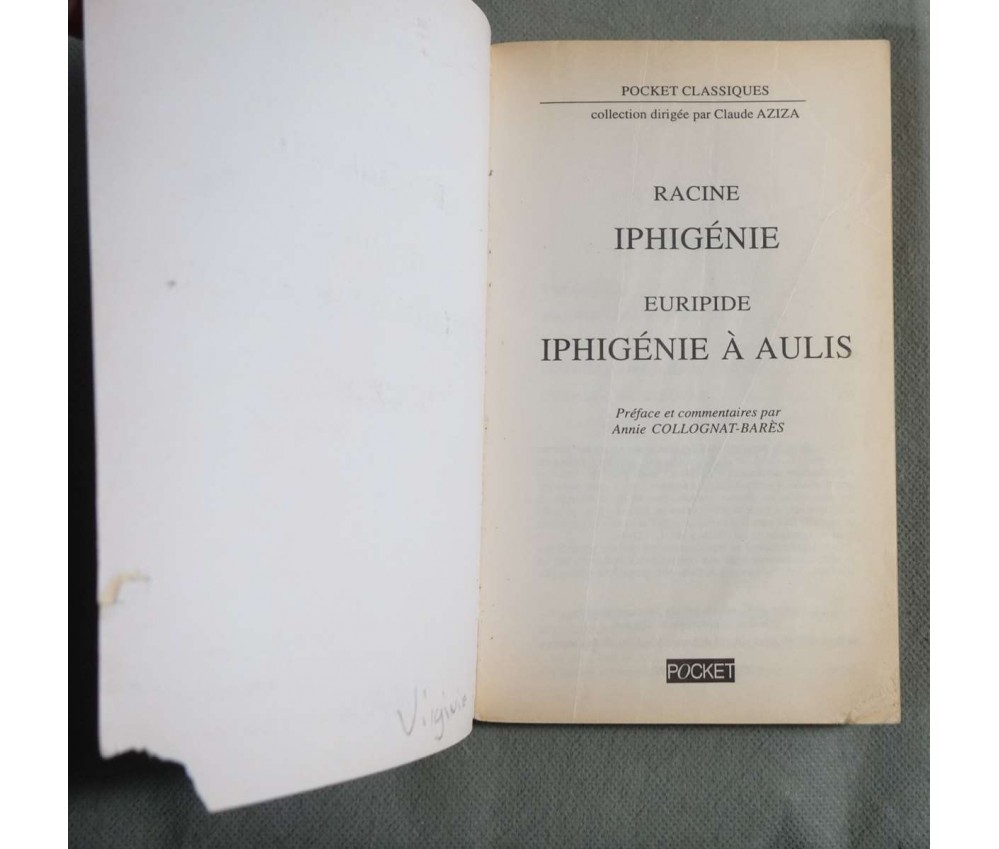 Virginie
POCKET CLASSIQUES
collection dirigée par Claude AZIZA
RACINE
IPHIGÉNIE
EURIPIDE
IPHIGÉNIE À AULIS
Préface et commentaires par
Annie COLLOGNAT-BARÈS
POCKET